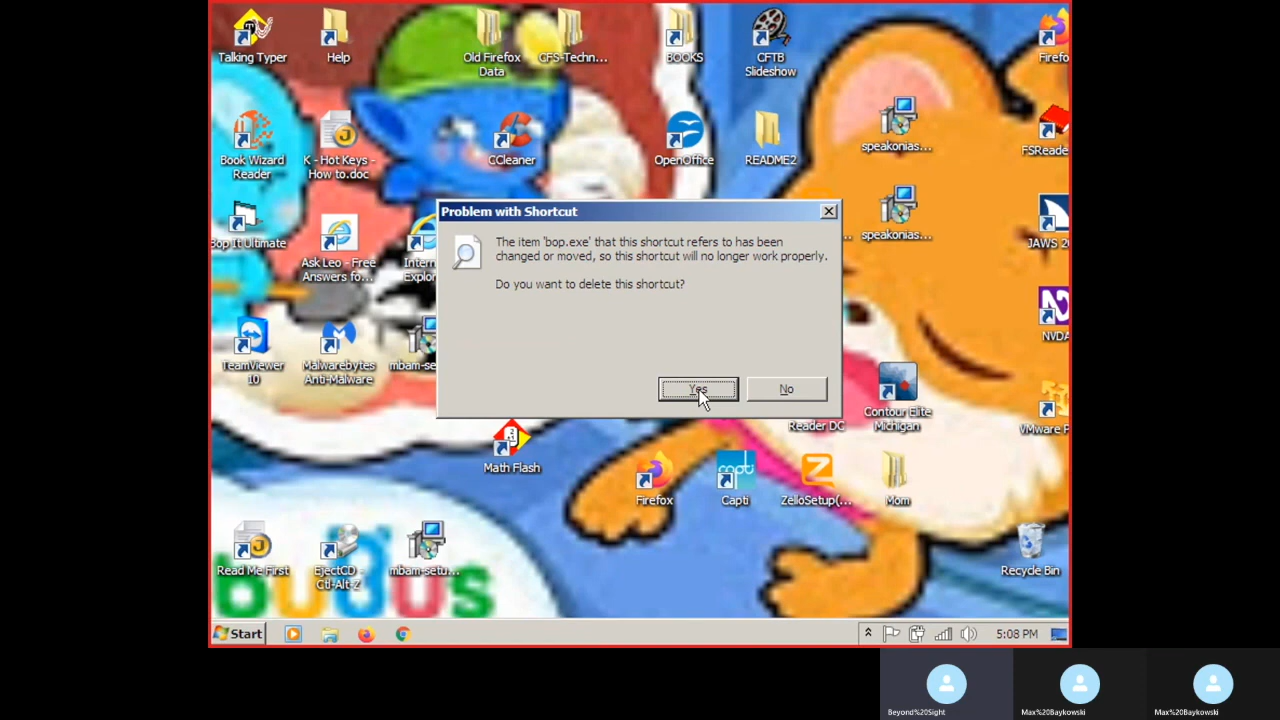 Talking Typer
Help
Old Firefox
Data
CFS-Techn...
BOOKS
CFTB
Slideshow
Firefo
Book Wizard
Reader
K - Hot Keys -
How to.doc
CCleaner
OpenOffice
README2
speakonias...
FSReade
Bop It Ultimate
Ask Leo - Free
Answers fo...
Intern
Explor
speakonias...
JAWS 20
Problem with Shortcut
The item 'bop.exe' that this shortcut refers to has been
changed or moved, so this shortcut will no longer work properly.
Do you want to delete this shortcut?
Yes
No
TeamViewer
10
Malwarebytes
Anti-Malware
mbam-se
NVDA
Reader DC
Contour Elite
Michigan
VMware P
Math Flash
Firefox
capti
Capti
ZelloSetup(...
Mom
Read Me First
EjectCD -
Ctl-Alt-Z
mbam-setu...
Recycle Bin
bubus
Start
5:08 PM
Beyond%20Sight
Max%20Baykowski
Max%20Baykowski